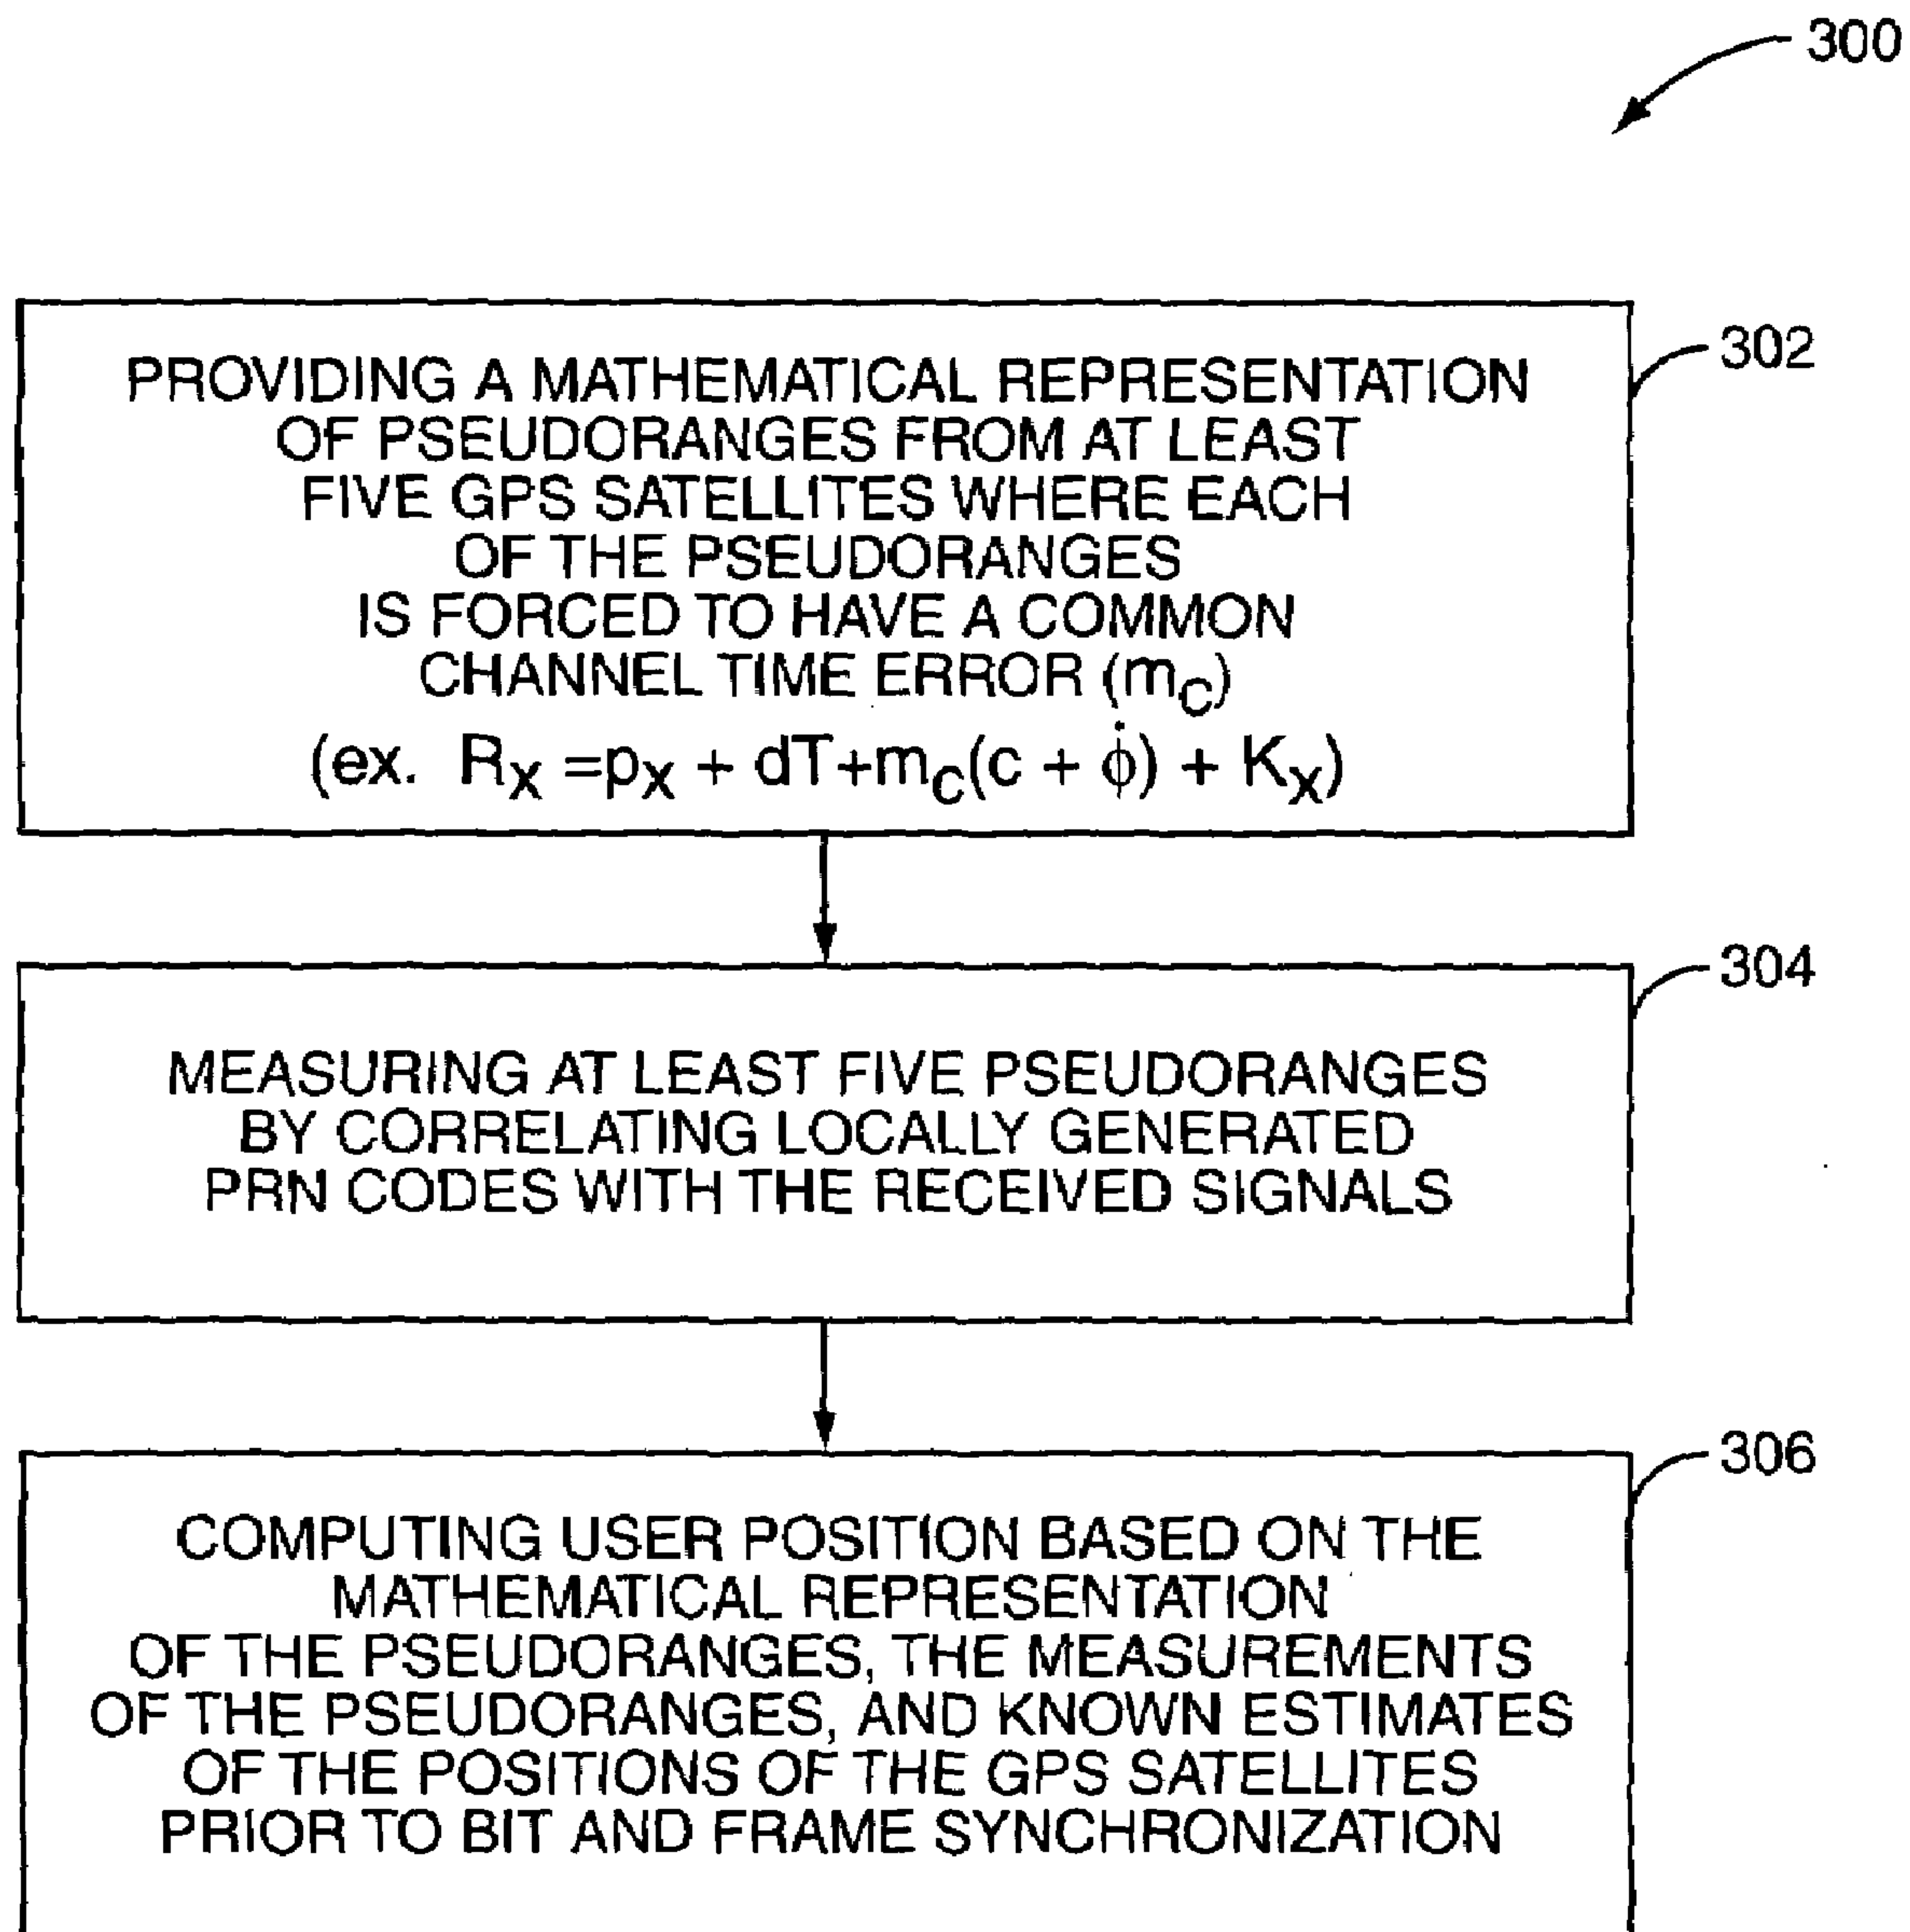 300
302
PROVIDING A MATHEMATICAL REPRESENTATION
OF PSEUDORANGES FROM AT LEAST
FIVE GPS SATELLITES WHERE EACH
OF THE PSEUDORANGES
IS FORCED TO HAVE A COMMON
CHANNEL TIME ERROR (mC)
(ex. RX =pX + dT+mC(c + ϕ̇) + KX)
304
MEASURING AT LEAST FIVE PSEUDORANGES
BY CORRELATING LOCALLY GENERATED
PRN CODES WITH THE RECEIVED SIGNALS
306
COMPUTING USER POSITION BASED ON THE
MATHEMATICAL REPRESENTATION
OF THE PSEUDORANGES, THE MEASUREMENTS
OF THE PSEUDORANGES, AND KNOWN ESTIMATES
OF THE POSITIONS OF THE GPS SATELLITES
PRIOR TO BIT AND FRAME SYNCHRONIZATION